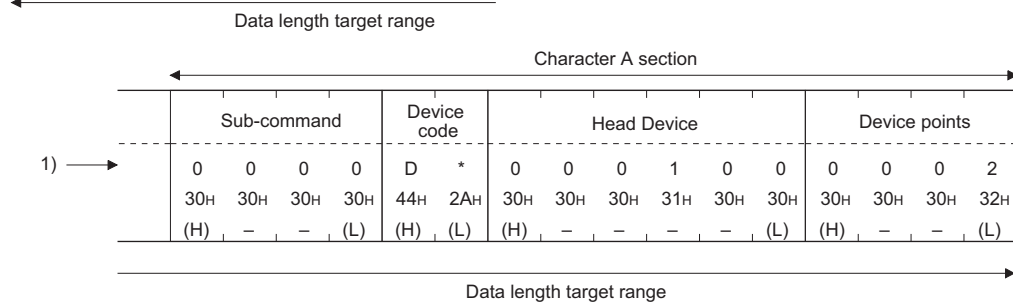 Data length target range
Character A section
Sub-command Device code Head Device Device points
1) 0 0 0 0 D * 0 0 0 1 0 0 0 0 0 2
30H 30H 30H 30H 44H 2AH 30H 30H 30H 31H 30H 30H 30H 30H 30H 32H
(H) – – (L) (H) (L) (H) – – – – (L) (H) – – (L)
Data length target range